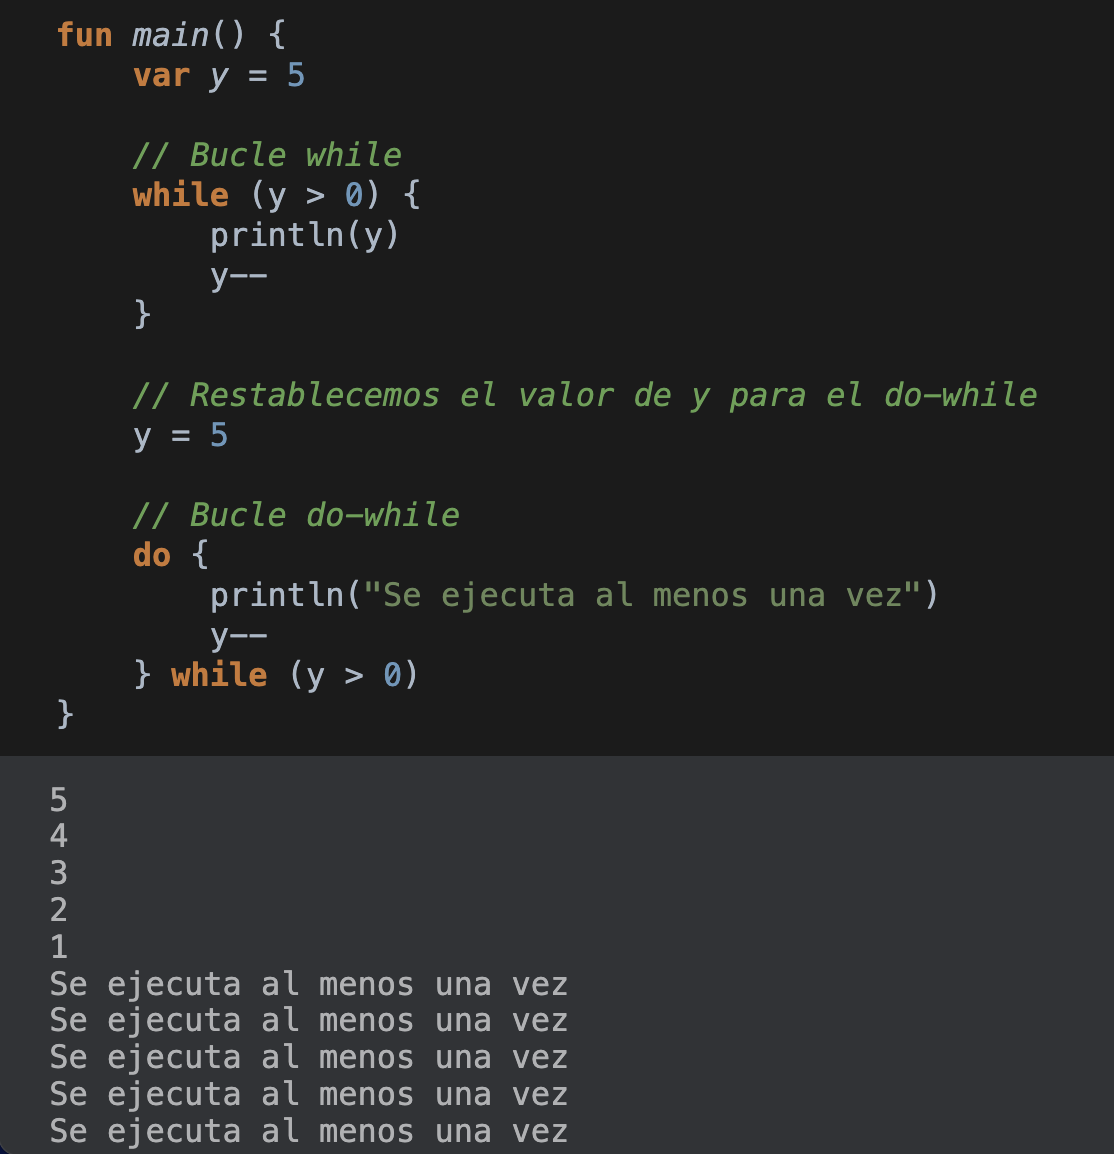 fun main() {
    var y = 5

    // Bucle while
    while (y > 0) {
        println(y)
        y--
    }

    // Restablecemos el valor de y para el do-while
    y = 5

    // Bucle do-while
    do {
        println("Se ejecuta al menos una vez")
        y--
    } while (y > 0)
}
5
4
3
2
1
Se ejecuta al menos una vez
Se ejecuta al menos una vez
Se ejecuta al menos una vez
Se ejecuta al menos una vez
Se ejecuta al menos una vez